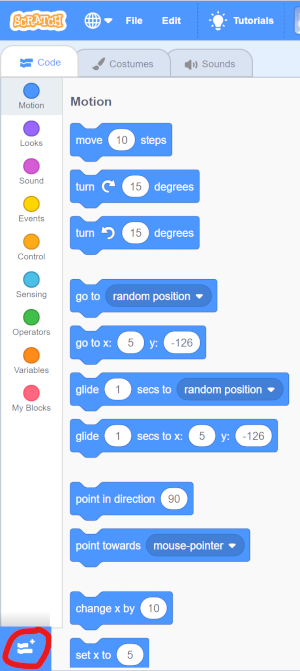 SCRATCH File Edit Tutorials
Code Costumes Sounds
Motion
Looks
Sound
Events
Control
Sensing
Operators
Variables
My Blocks
Motion
move 10 steps
turn 15 degrees
turn 15 degrees
go to random position
go to x: 5 y: -126
glide 1 secs to random position
glide 1 secs to x: 5 y: -126
point in direction 90
point towards mouse-pointer
change x by 10
set x to 5